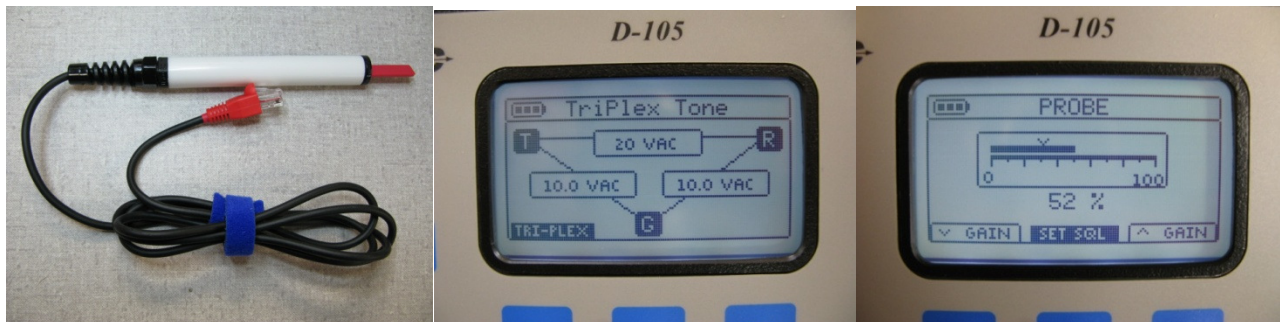 D-105
TriPlex Tone
T
20 VAC
R
10.0 VAC
10.0 VAC
G
TRI-PLEX
D-105
PROBE
0
100
52 %
GAIN
SET SQL
GAIN